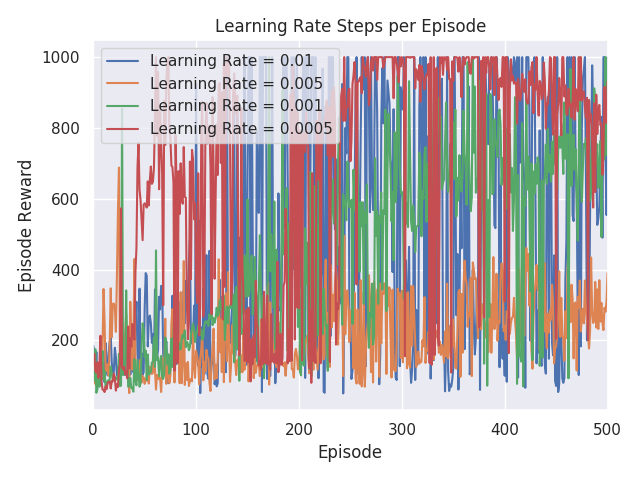 Learning Rate Steps per Episode
Learning Rate = 0.01
Learning Rate = 0.005
Learning Rate = 0.001
Learning Rate = 0.0005
1000
800
600
400
200
Episode Reward
0 100 200 300 400 500
Episode